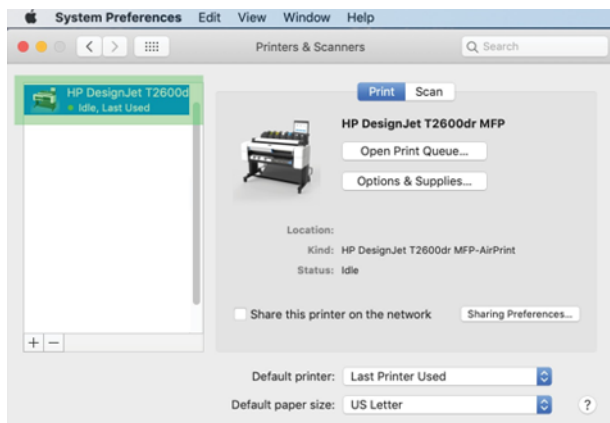 System Preferences Edit View Window Help
Printers & Scanners
Search
HP DesignJet T2600d
Idle, Last Used
Print Scan
HP DesignJet T2600dr MFP
Open Print Queue...
Options & Supplies...
Location:
Kind: HP DesignJet T2600dr MFP-AirPrint
Status: Idle
Share this printer on the network
Sharing Preferences...
+ −
Default printer: Last Printer Used
Default paper size: US Letter
?